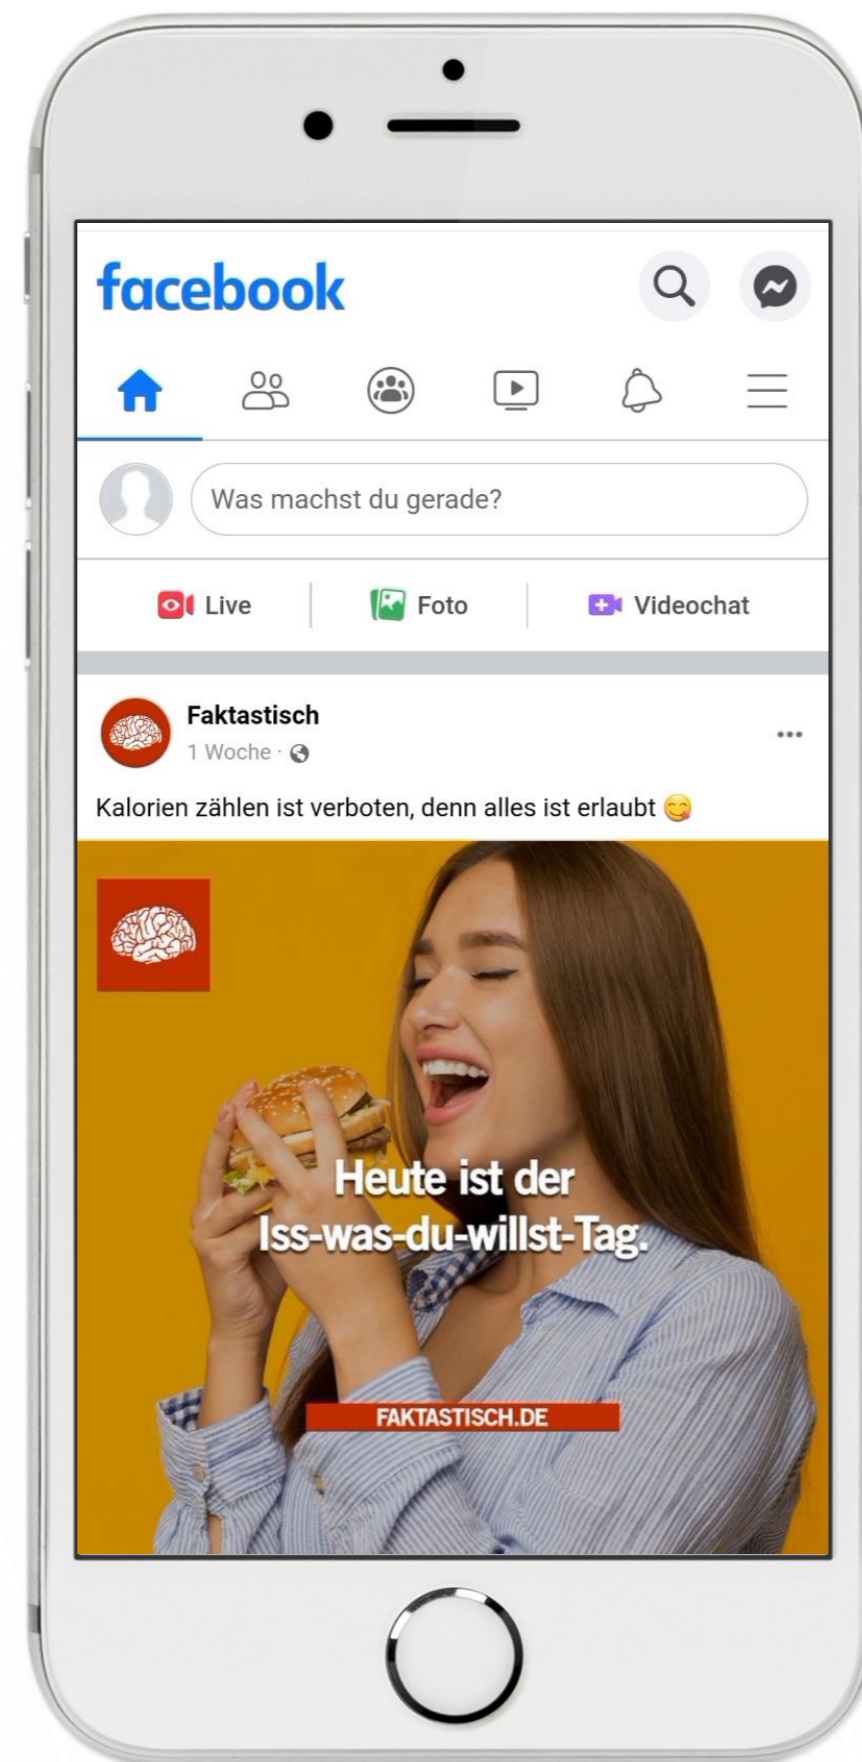 facebook
Was machst du gerade?
Live
Foto
Videochat
Faktastisch
1 Woche ·
Kalorien zählen ist verboten, denn alles ist erlaubt 😋
Heute ist der
Iss-was-du-willst-Tag.
FAKTASTISCH.DE